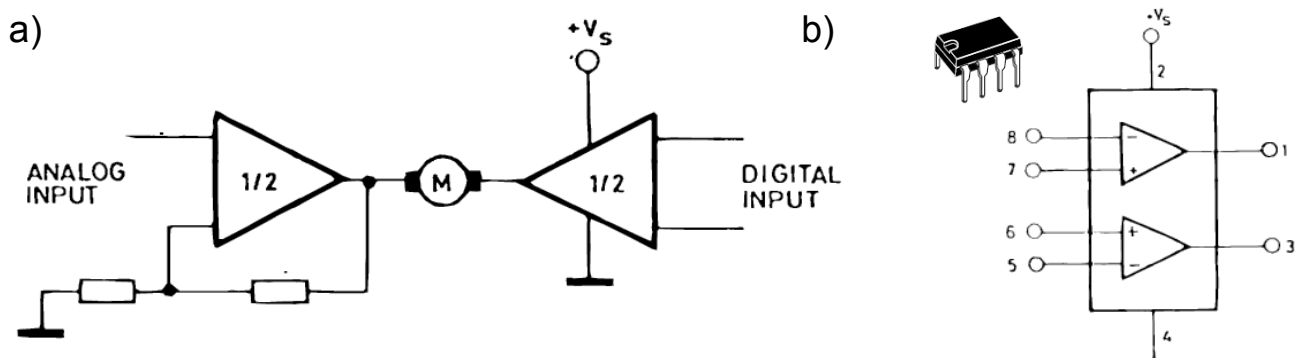 a)
+Vs
ANALOG
INPUT
1/2
M
1/2
DIGITAL
INPUT
b)
+Vs
2
8
-
7
+
1
6
+
5
-
3
4